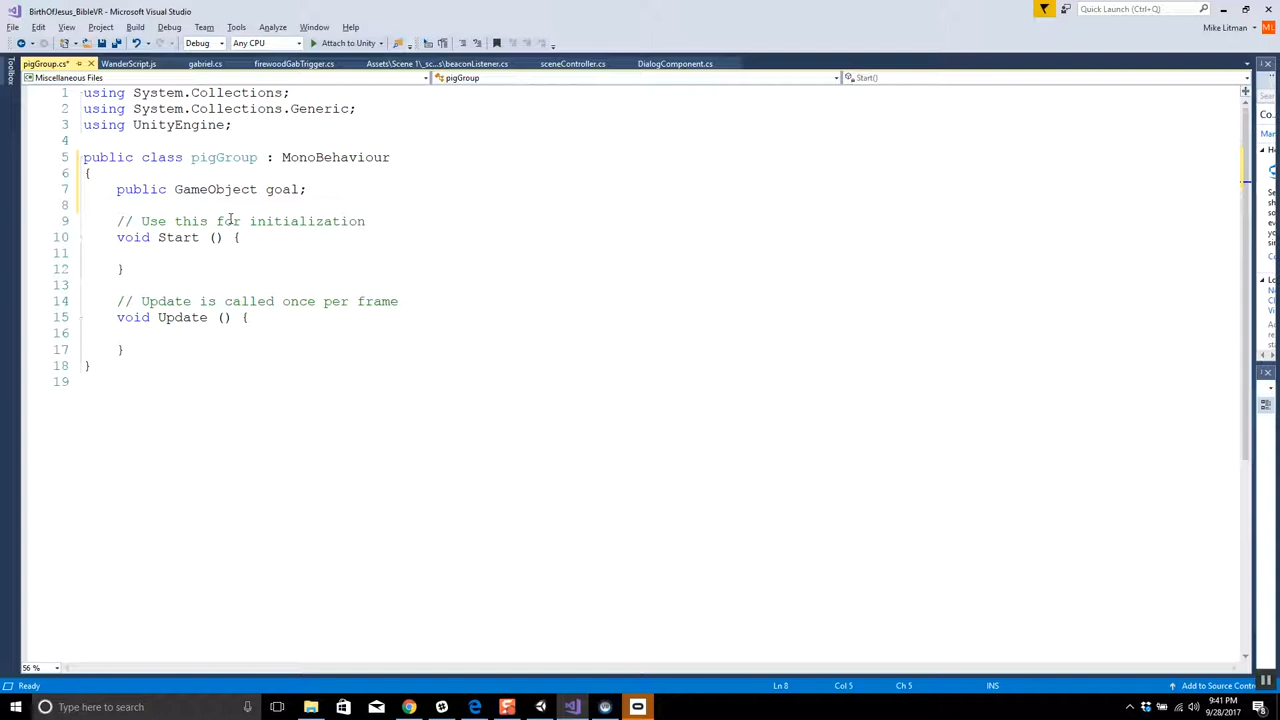 BirthOfJesus_BibleVR - Microsoft Visual Studio
Quick Launch (Ctrl+Q)
File Edit View Project Build Debug Team Tools Architecture Test Analyze Window Help
Mike Litman
ML
Debug Any CPU Attach to Unity
pigGroup.cs* WanderScript.js gabriel.cs firewoodGabTrigger.cs Assets\Scene 1\_sc...s\beaconListener.cs sceneController.cs DialogComponent.cs
Toolbox
Miscellaneous Files pigGroup Start()
1 using System.Collections;
2 using System.Collections.Generic;
3 using UnityEngine;
4
5 public class pigGroup : MonoBehaviour
6 {
7 public GameObject goal;
8
9 // Use this for initialization
10 void Start () {
11
12 }
13
14 // Update is called once per frame
15 void Update () {
16
17 }
18 }
19
56 %
Ready Ln 8 Col 5 Ch 5 INS Add to Source Contr
Type here to search
9:41 PM
9/28/2017